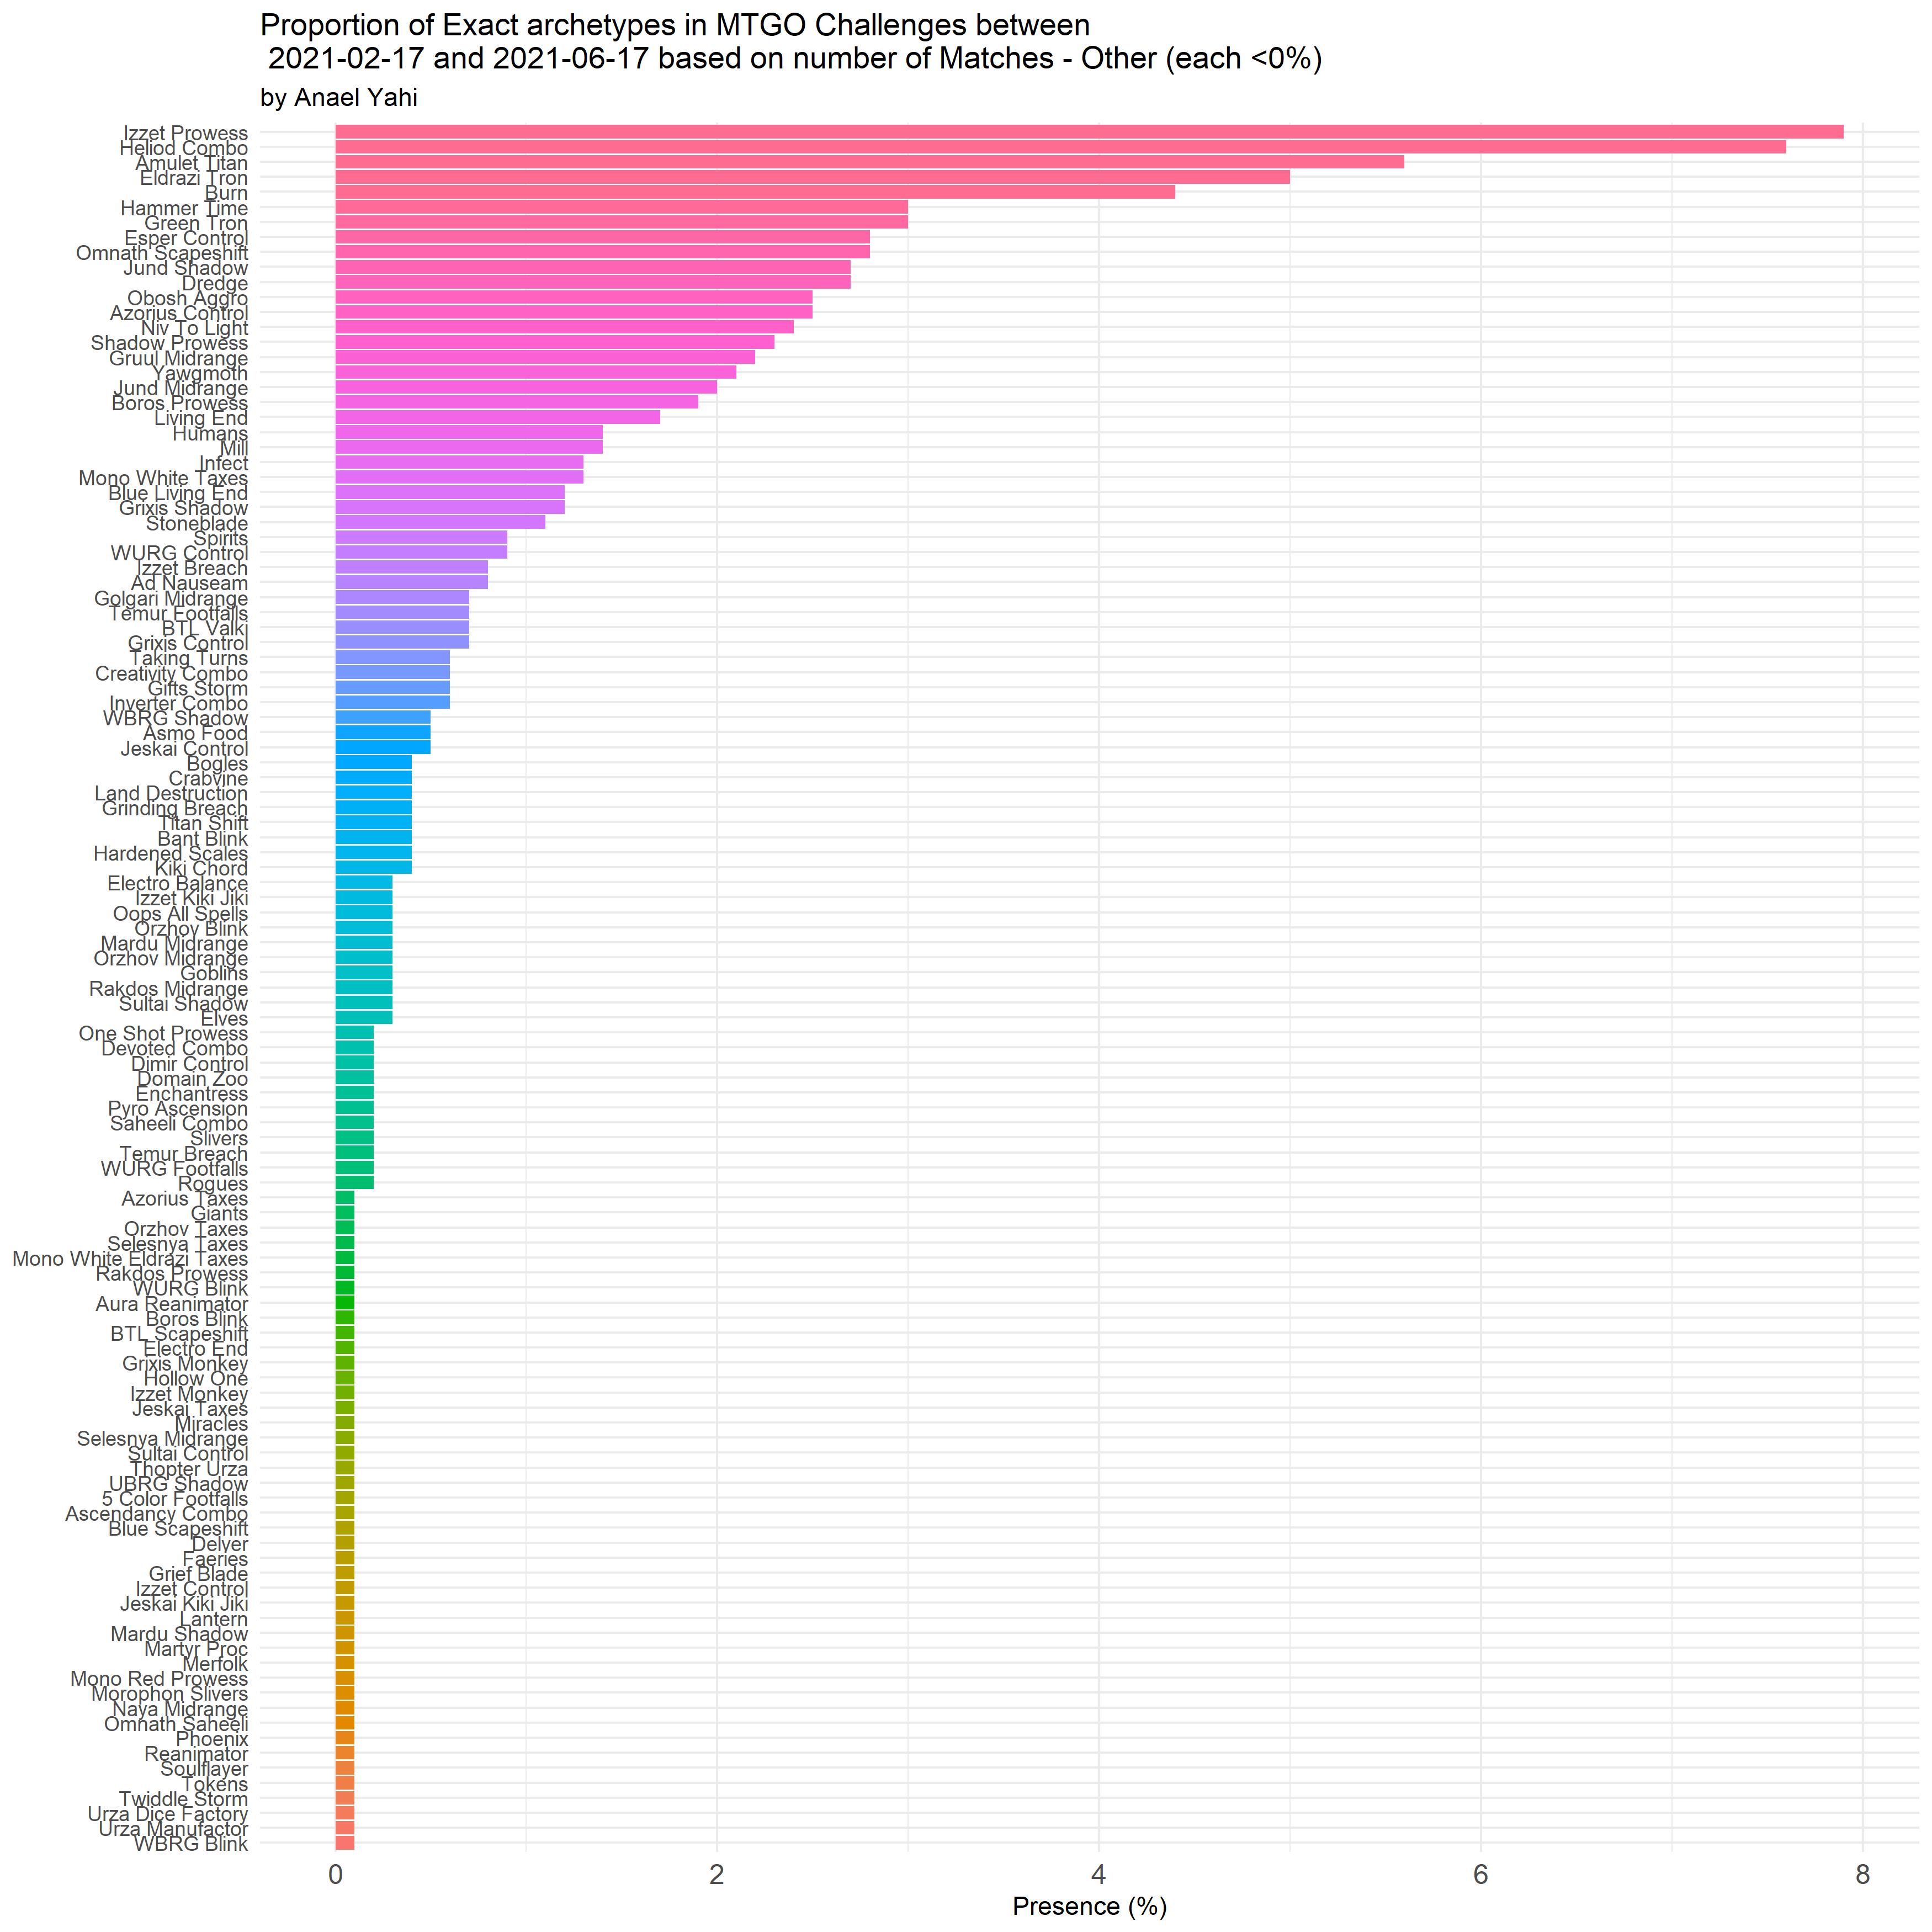 Proportion of Exact archetypes in MTGO Challenges between
2021-02-17 and 2021-06-17 based on number of Matches - Other (each <0%)
by Anael Yahi
Izzet Prowess
Heliod Combo
Amulet Titan
Eldrazi Tron
Burn
Hammer Time
Green Tron
Esper Control
Omnath Scapeshift
Jund Shadow
Dredge
Obosh Aggro
Azorius Control
Niv To Light
Shadow Prowess
Gruul Midrange
Yawgmoth
Jund Midrange
Boros Prowess
Living End
Humans
Mill
Infect
Mono White Taxes
Blue Living End
Grixis Shadow
Stoneblade
Spirits
WURG Control
Izzet Breach
Ad Nauseam
Golgari Midrange
Temur Footfalls
BTL Valki
Grixis Control
Taking Turns
Creativity Combo
Gifts Storm
Inverter Combo
WBRG Shadow
Asmo Food
Jeskai Control
Bogles
Crabvine
Land Destruction
Grinding Breach
Titan Shift
Bant Blink
Hardened Scales
Kiki Chord
Electro Balance
Izzet Kiki Jiki
Oops All Spells
Orzhov Blink
Mardu Midrange
Orzhov Midrange
Goblins
Rakdos Midrange
Sultai Shadow
Elves
One Shot Prowess
Devoted Combo
Dimir Control
Domain Zoo
Enchantress
Pyro Ascension
Saheeli Combo
Slivers
Temur Breach
WURG Footfalls
Rogues
Azorius Taxes
Giants
Orzhov Taxes
Selesnya Taxes
Mono White Eldrazi Taxes
Rakdos Prowess
WURG Blink
Aura Reanimator
Boros Blink
BTL Scapeshift
Electro End
Grixis Monkey
Hollow One
Izzet Monkey
Jeskai Taxes
Miracles
Selesnya Midrange
Sultai Control
Thopter Urza
UBRG Shadow
5 Color Footfalls
Ascendancy Combo
Blue Scapeshift
Delver
Faeries
Grief Blade
Izzet Control
Jeskai Kiki Jiki
Lantern
Mardu Shadow
Martyr Proc
Merfolk
Mono Red Prowess
Morophon Slivers
Naya Midrange
Omnath Saheeli
Phoenix
Reanimator
Soulflayer
Tokens
Twiddle Storm
Urza Dice Factory
Urza Manufactor
WBRG Blink
0 2 4 6 8
Presence (%)